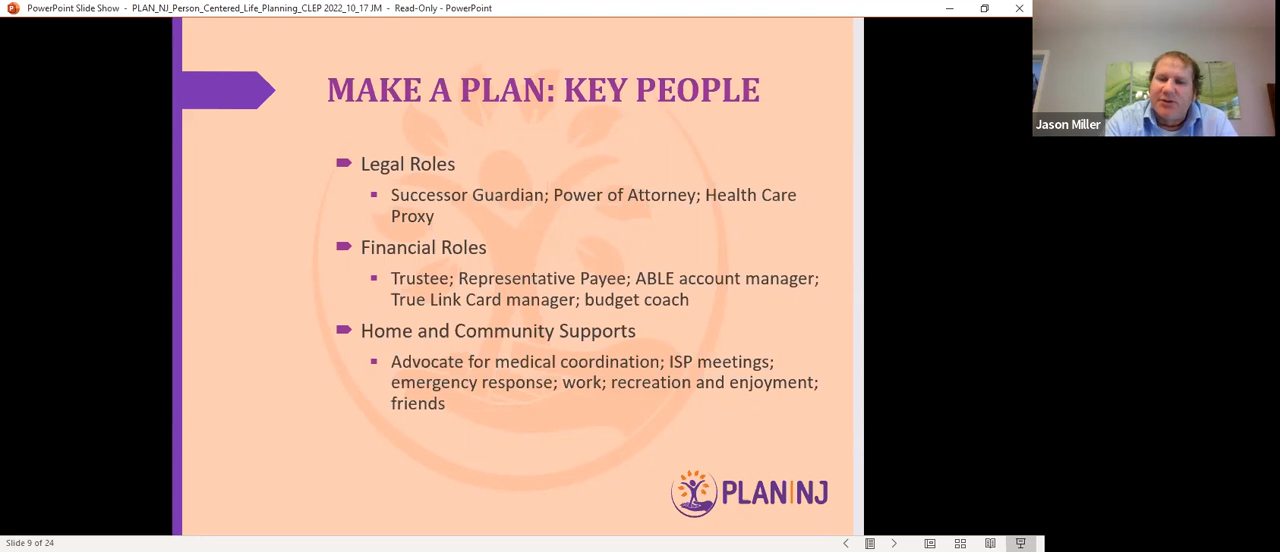 PowerPoint Slide Show - PLAN_NJ_Person_Centered_Life_Planning_CLEP 2022_10_17 JM - Read-Only - PowerPoint
Jason Miller
MAKE A PLAN: KEY PEOPLE
Legal Roles
Successor Guardian; Power of Attorney; Health Care
Proxy
Financial Roles
Trustee; Representative Payee; ABLE account manager;
True Link Card manager; budget coach
Home and Community Supports
Advocate for medical coordination; ISP meetings;
emergency response; work; recreation and enjoyment;
friends
PLAN|NJ
Slide 9 of 24